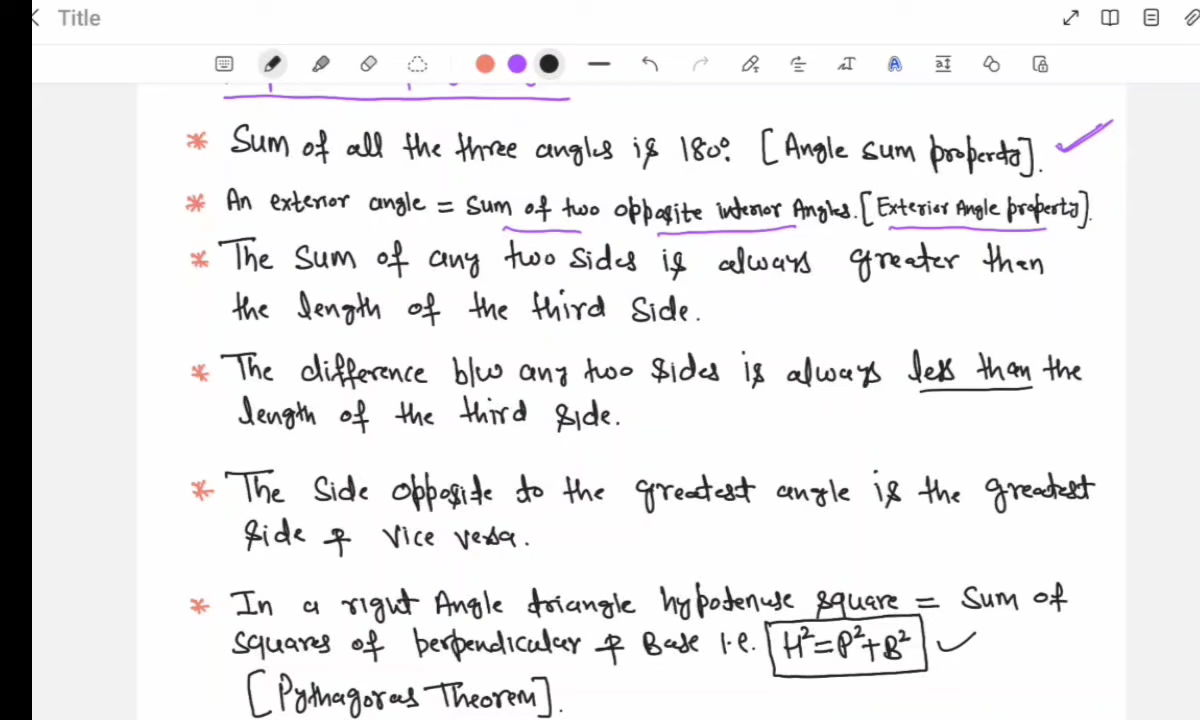 Title
* Sum of all the three angles is 180°. [Angle sum property].
* An exterior angle = Sum of two opposite interior Angles. [Exterior Angle property].
* The sum of any two sides is always greater then
the length of the third side.
* The difference b/w any two sides is always less than the
length of the third side.
* The side opposite to the greatest angle is the greatest
side & vice versa.
* In a right Angle triangle hypotenuse square = Sum of
squares of perpendicular & Base i.e. H²=P²+B²
[Pythagoras Theorem].